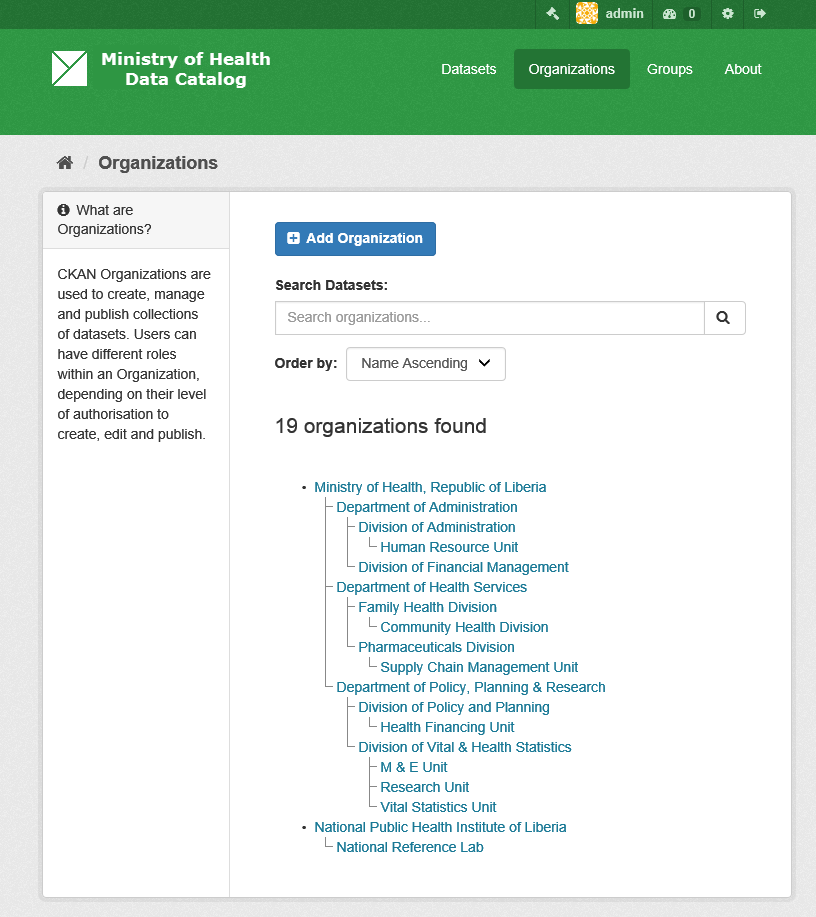 admin
0
Ministry of Health
Data Catalog
Datasets
Organizations
Groups
About
/ Organizations
What are
Organizations?
CKAN Organizations are
used to create, manage
and publish collections
of datasets. Users can
have different roles
within an Organization,
depending on their level
of authorisation to
create, edit and publish.
Add Organization
Search Datasets:
Search organizations...
Order by: Name Ascending
19 organizations found
• Ministry of Health, Republic of Liberia
Department of Administration
Division of Administration
Human Resource Unit
Division of Financial Management
Department of Health Services
Family Health Division
Community Health Division
Pharmaceuticals Division
Supply Chain Management Unit
Department of Policy, Planning & Research
Division of Policy and Planning
Health Financing Unit
Division of Vital & Health Statistics
M & E Unit
Research Unit
Vital Statistics Unit
• National Public Health Institute of Liberia
National Reference Lab